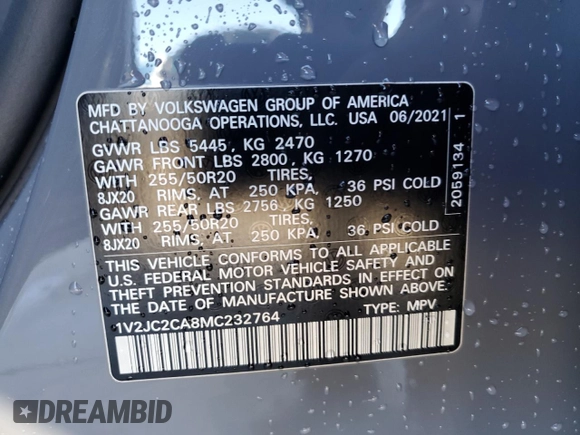 MFD BY VOLKSWAGEN GROUP OF AMERICA
CHATTANOOGA OPERATIONS, LLC. USA 06/2021
GVWR LBS 5445, KG 2470
GAWR FRONT LBS 2800, KG 1270
WITH 255/50R20 TIRES,
8JX20 RIMS, AT 250 KPA, 36 PSI COLD
GAWR REAR LBS 2756, KG 1250
WITH 255/50R20 TIRES,
8JX20 RIMS, AT. 250 KPA, 36 PSI COLD
THIS VEHICLE CONFORMS TO ALL APPLICABLE
U.S. FEDERAL MOTOR VEHICLE SAFETY AND
THEFT PREVENTION STANDARDS IN EFFECT ON
THE DATE OF MANUFACTURE SHOWN ABOVE.
1V2JC2CA8MC232764 TYPE: MPV
2059134 1
DREAMBID